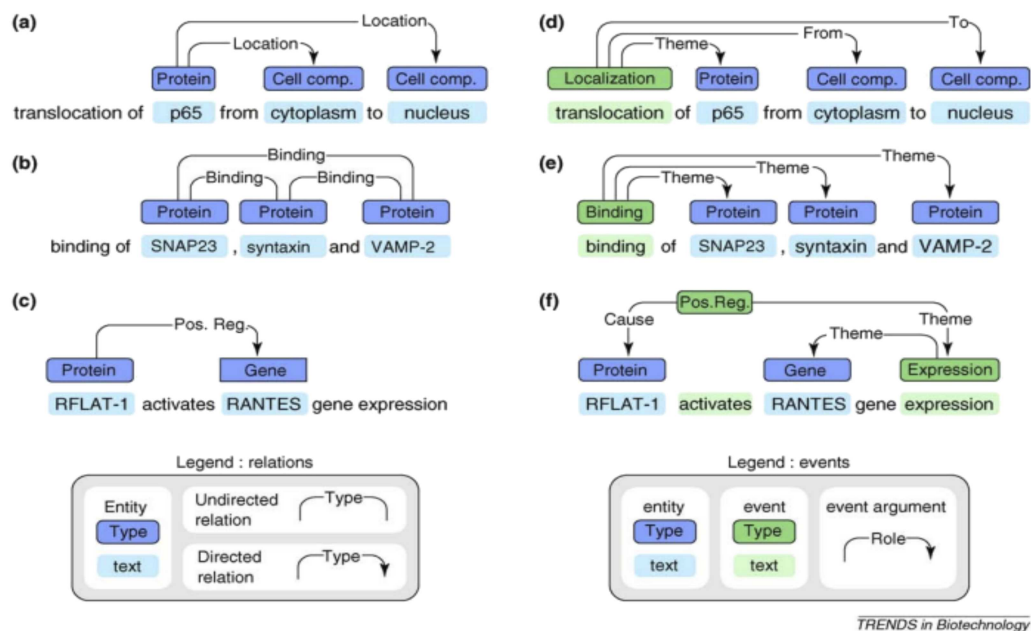 (a)
Location
Location
Protein Cell comp. Cell comp.
translocation of p65 from cytoplasm to nucleus
(b)
Binding
Binding Binding
Protein Protein Protein
binding of SNAP23 , syntaxin and VAMP-2
(c)
Pos. Reg.
Protein Gene
RFLAT-1 activates RANTES gene expression
Legend : relations
Entity
Type
text
Undirected relation
Type
Directed relation
Type
(d)
To
From
Theme
Localization Protein Cell comp. Cell comp.
translocation of p65 from cytoplasm to nucleus
(e)
Theme
Theme
Theme
Binding Protein Protein Protein
binding of SNAP23 , syntaxin and VAMP-2
(f)
Pos.Reg.
Cause Theme
Theme
Protein Gene Expression
RFLAT-1 activates RANTES gene expression
Legend : events
entity
Type
text
event
Type
text
event argument
Role
TRENDS in Biotechnology